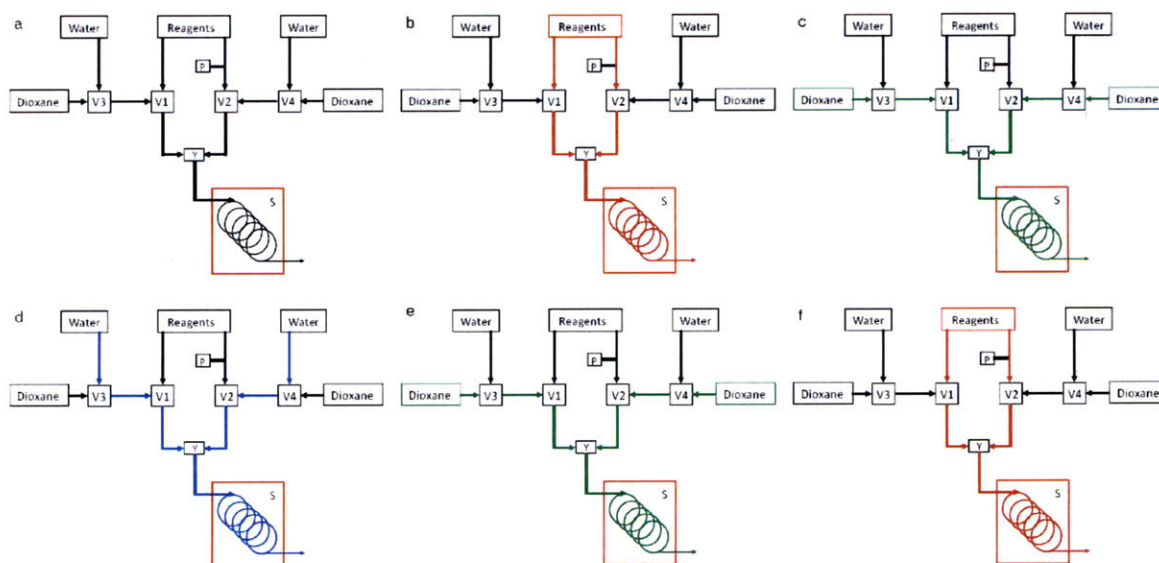 a
Water Reagents Water
P
Dioxane V3 V1 V2 V4 Dioxane
Y
S
b
Water Reagents Water
P
Dioxane V3 V1 V2 V4 Dioxane
Y
S
c
Water Reagents Water
P
Dioxane V3 V1 V2 V4 Dioxane
Y
S
d
Water Reagents Water
P
Dioxane V3 V1 V2 V4 Dioxane
Y
S
e
Water Reagents Water
P
Dioxane V3 V1 V2 V4 Dioxane
Y
S
f
Water Reagents Water
P
Dioxane V3 V1 V2 V4 Dioxane
Y
S